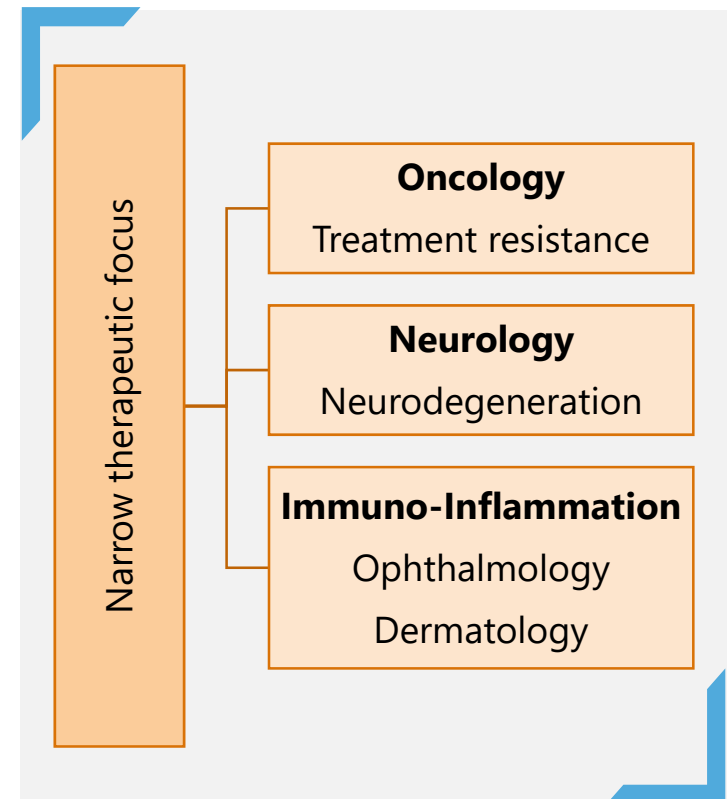 Narrow therapeutic focus
Oncology
Treatment resistance
Neurology
Neurodegeneration
Immuno-Inflammation
Ophthalmology
Dermatology